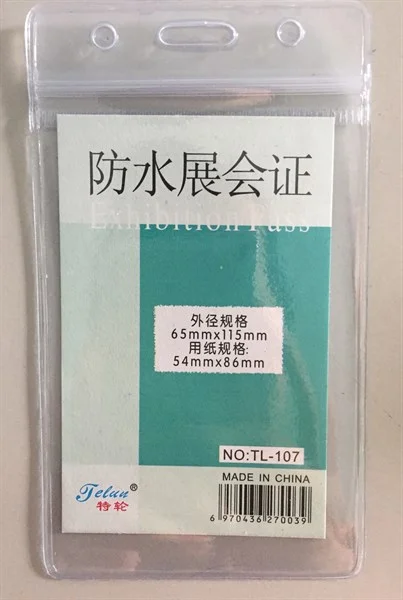 防水展会证
Exhibition Pass
外径规格
65mmx115mm
用纸规格:
54mmx86mm
NO:TL-107
MADE IN CHINA
Telun®
特轮
6 970436 270039